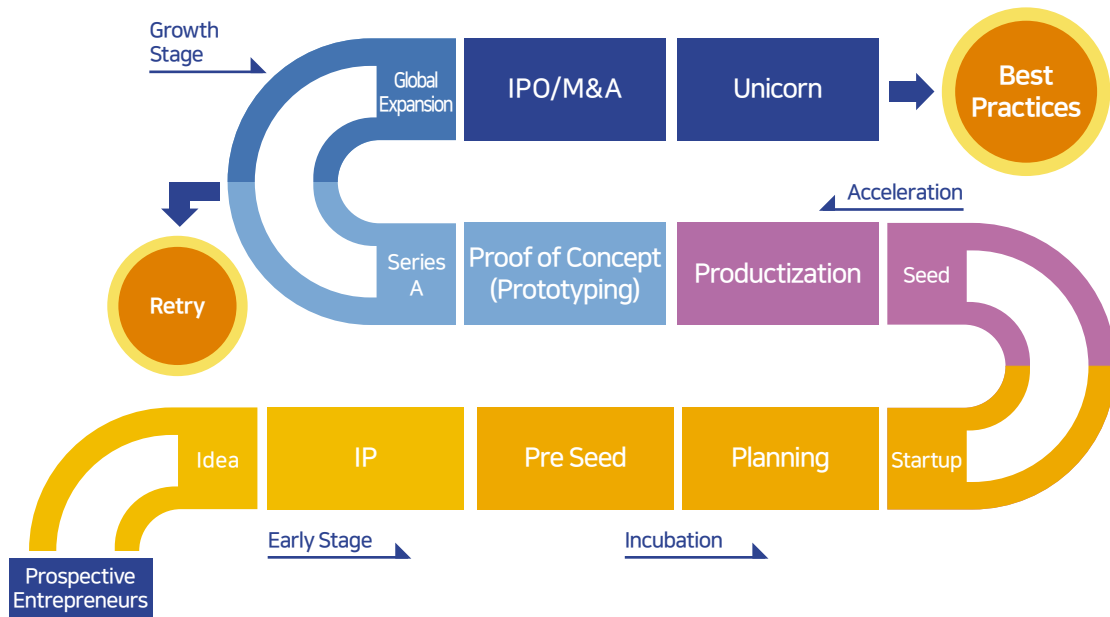 Growth
Stage
Global
Expansion
IPO/M&A
Unicorn
Best
Practices
Acceleration
Series
A
Proof of Concept
(Prototyping)
Productization
Seed
Retry
Idea
IP
Pre Seed
Planning
Startup
Early Stage
Incubation
Prospective
Entrepreneurs